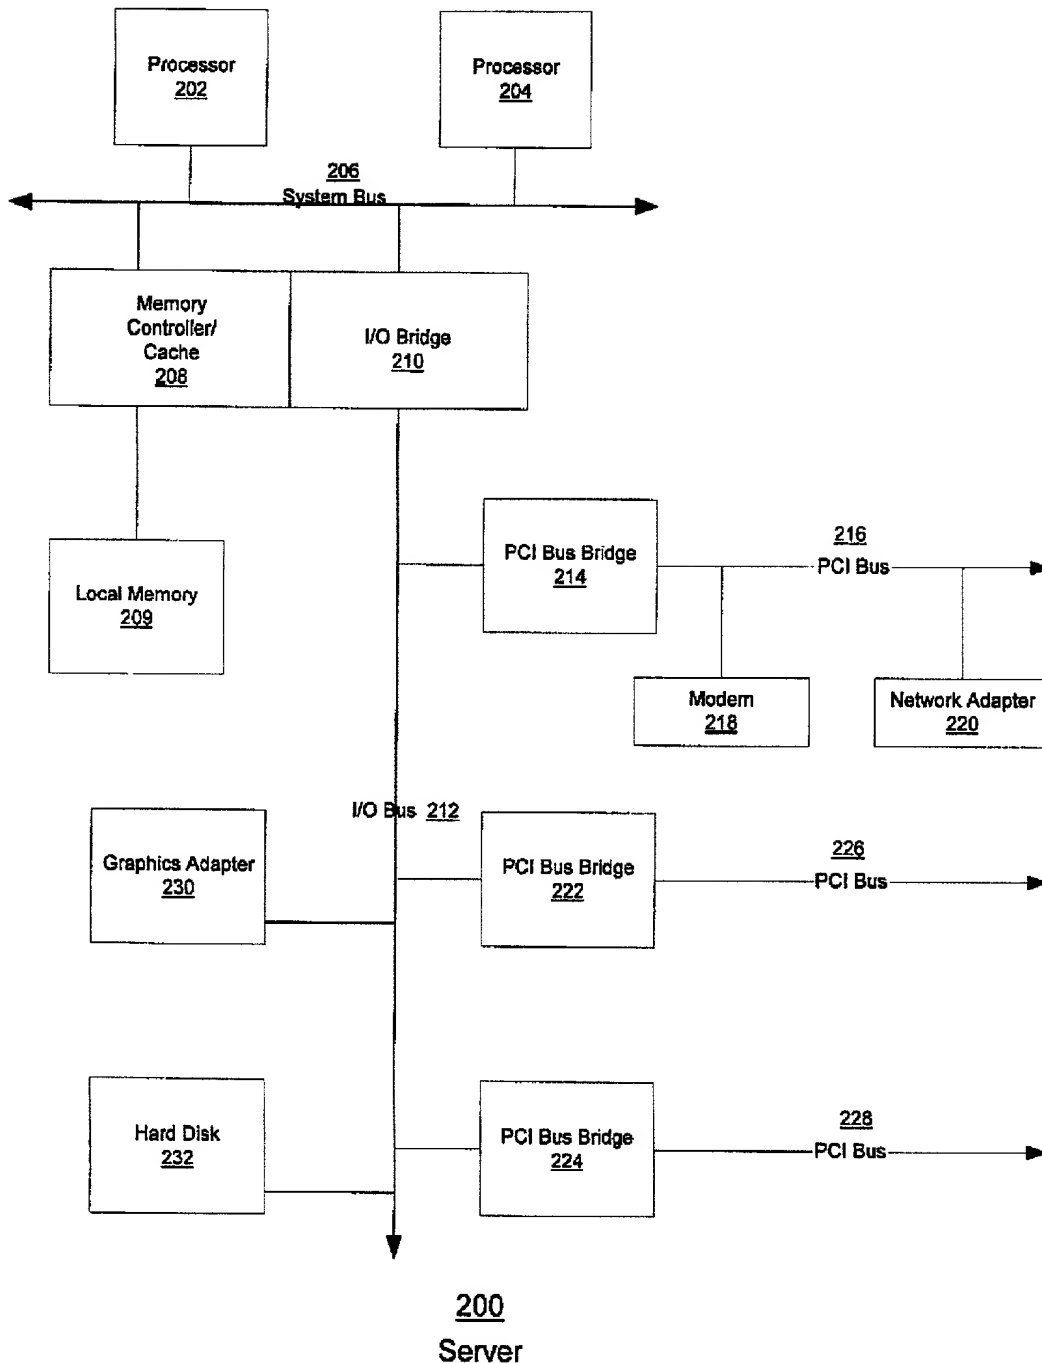 Processor
202
Processor
204
206
System Bus
Memory
Controller/
Cache
208
I/O Bridge
210
PCI Bus Bridge
214
216
PCI Bus
Local Memory
209
Modem
218
Network Adapter
220
I/O Bus 212
Graphics Adapter
230
PCI Bus Bridge
222
226
PCI Bus
Hard Disk
232
PCI Bus Bridge
224
228
PCI Bus
200
Server